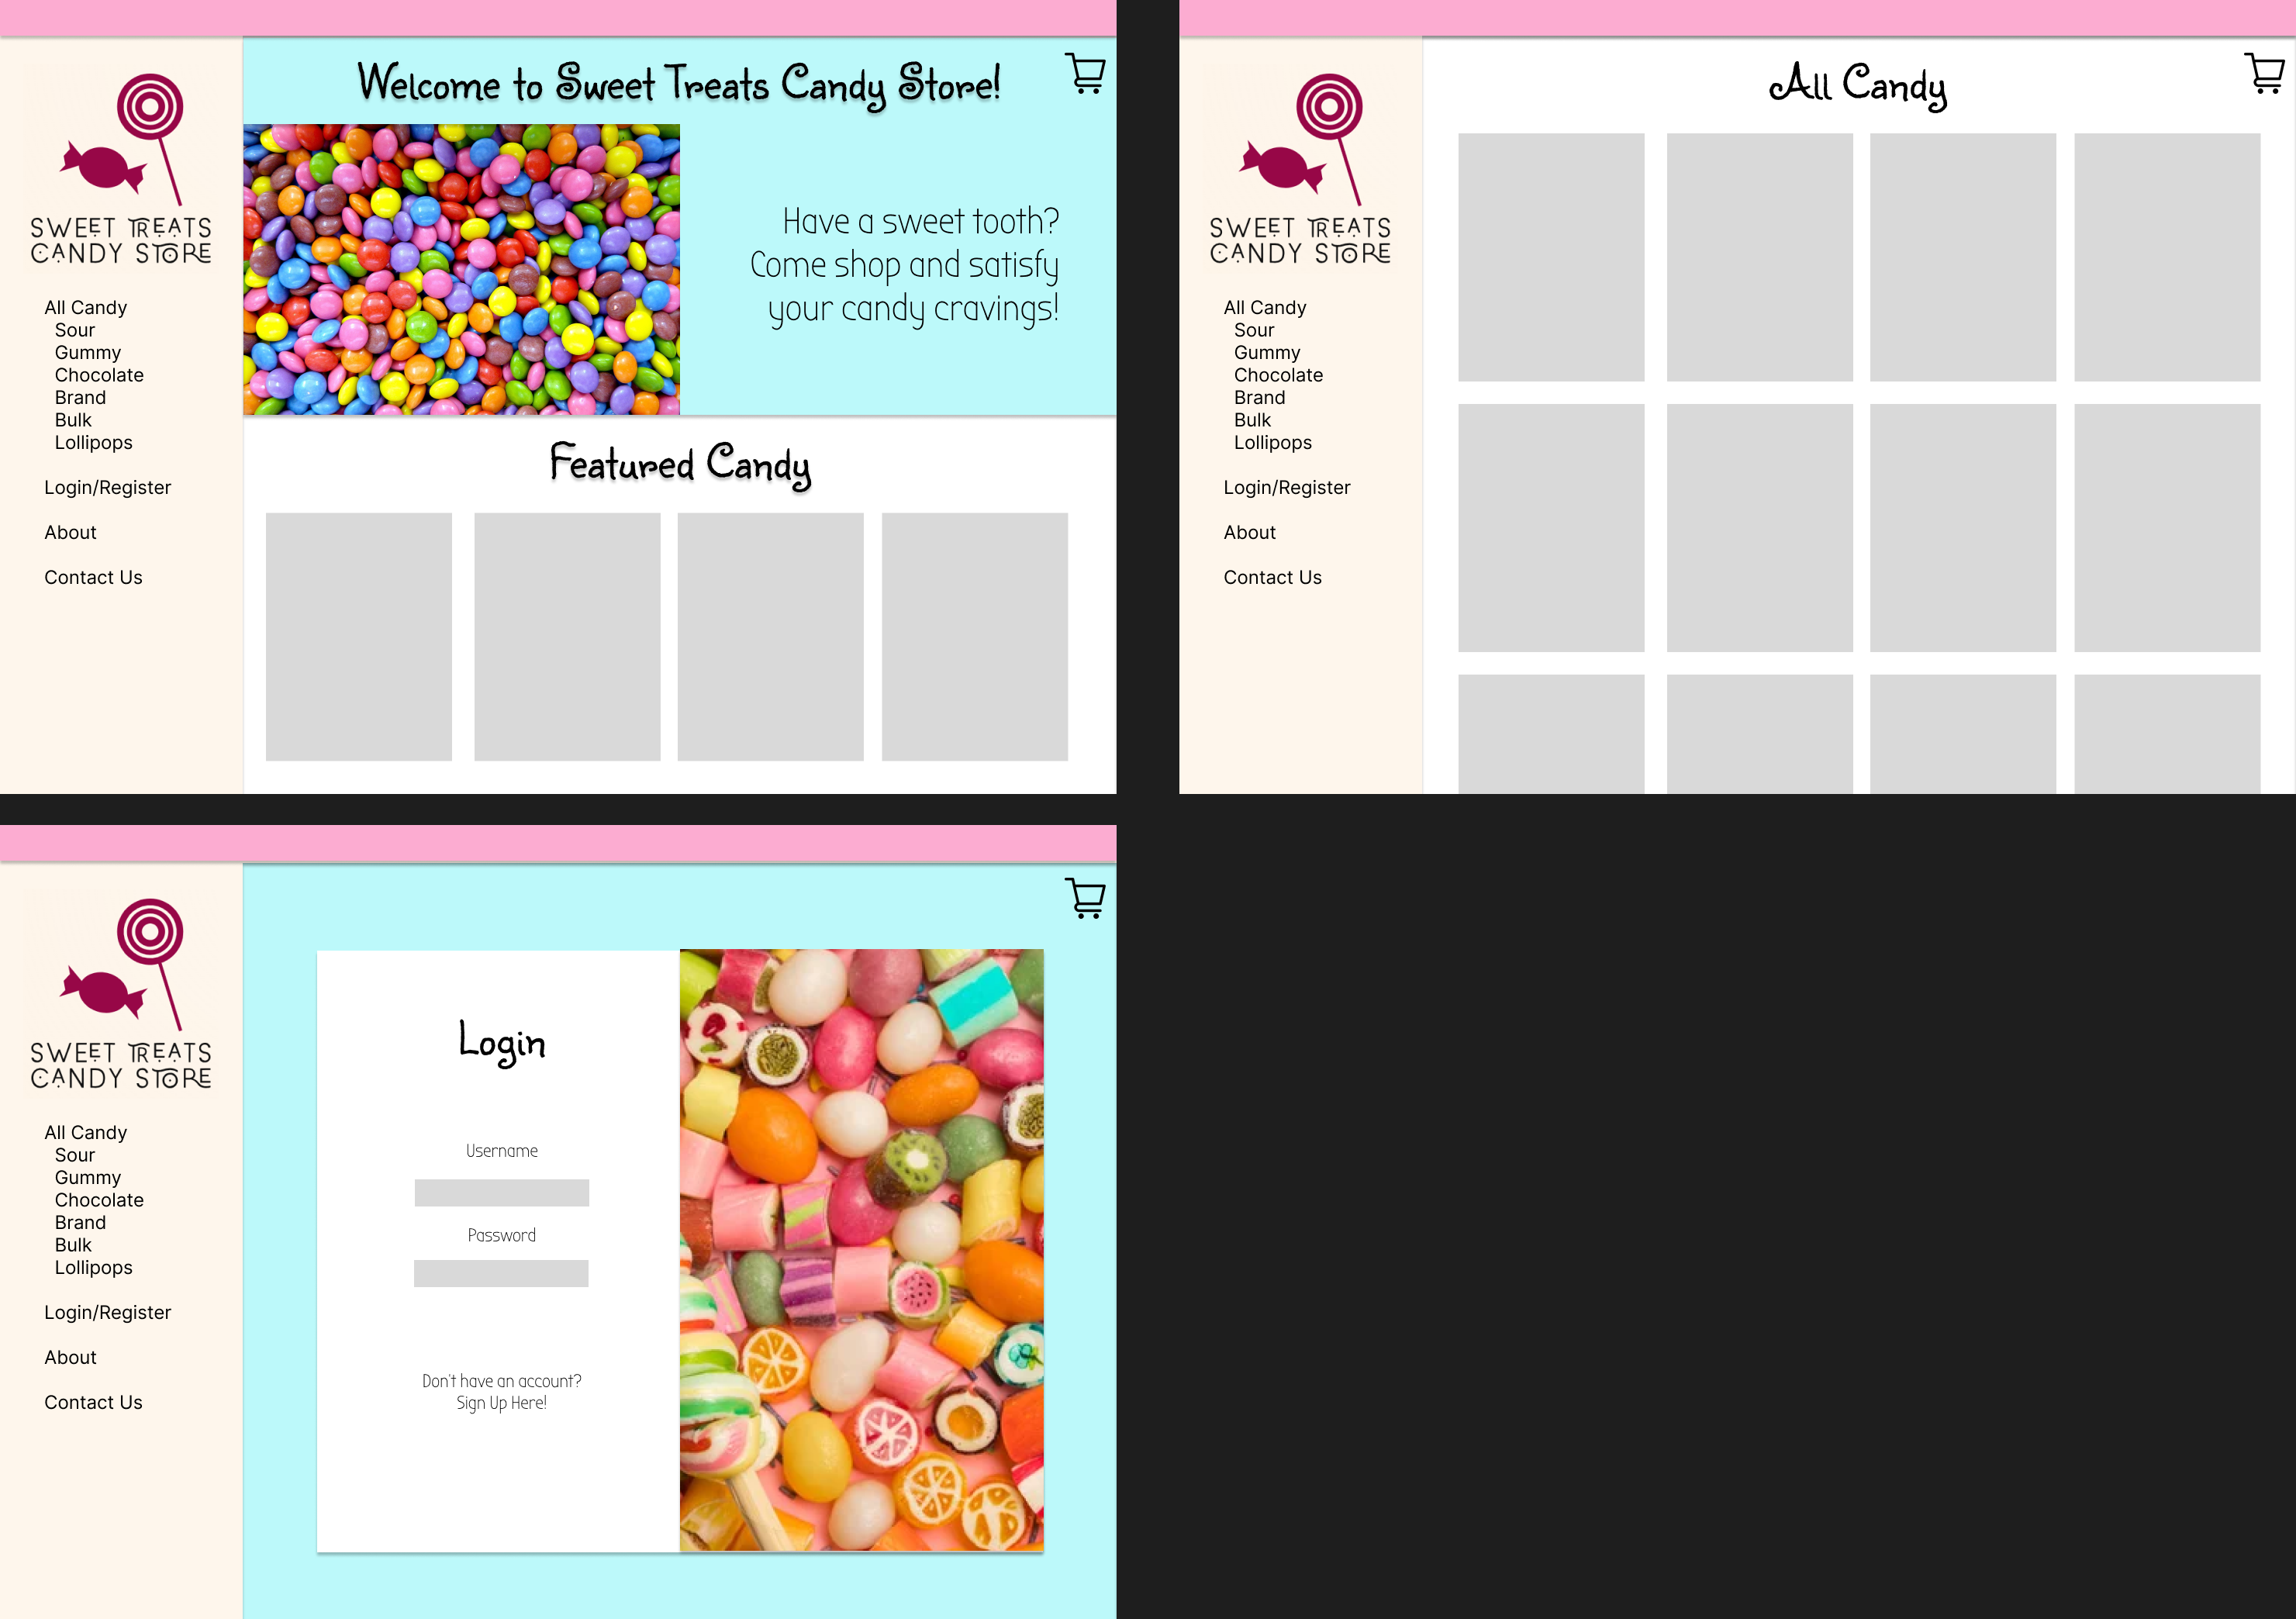 SWEET TREATS
CANDY STORE
All Candy
Sour
Gummy
Chocolate
Brand
Bulk
Lollipops
Login/Register
About
Contact Us
Welcome to Sweet Treats Candy Store!
Have a sweet tooth?
Come shop and satisfy
your candy cravings!
Featured Candy
SWEET TREATS
CANDY STORE
All Candy
Sour
Gummy
Chocolate
Brand
Bulk
Lollipops
Login/Register
About
Contact Us
All Candy
SWEET TREATS
CANDY STORE
All Candy
Sour
Gummy
Chocolate
Brand
Bulk
Lollipops
Login/Register
About
Contact Us
Login
Username
Password
Don't have an account?
Sign Up Here!